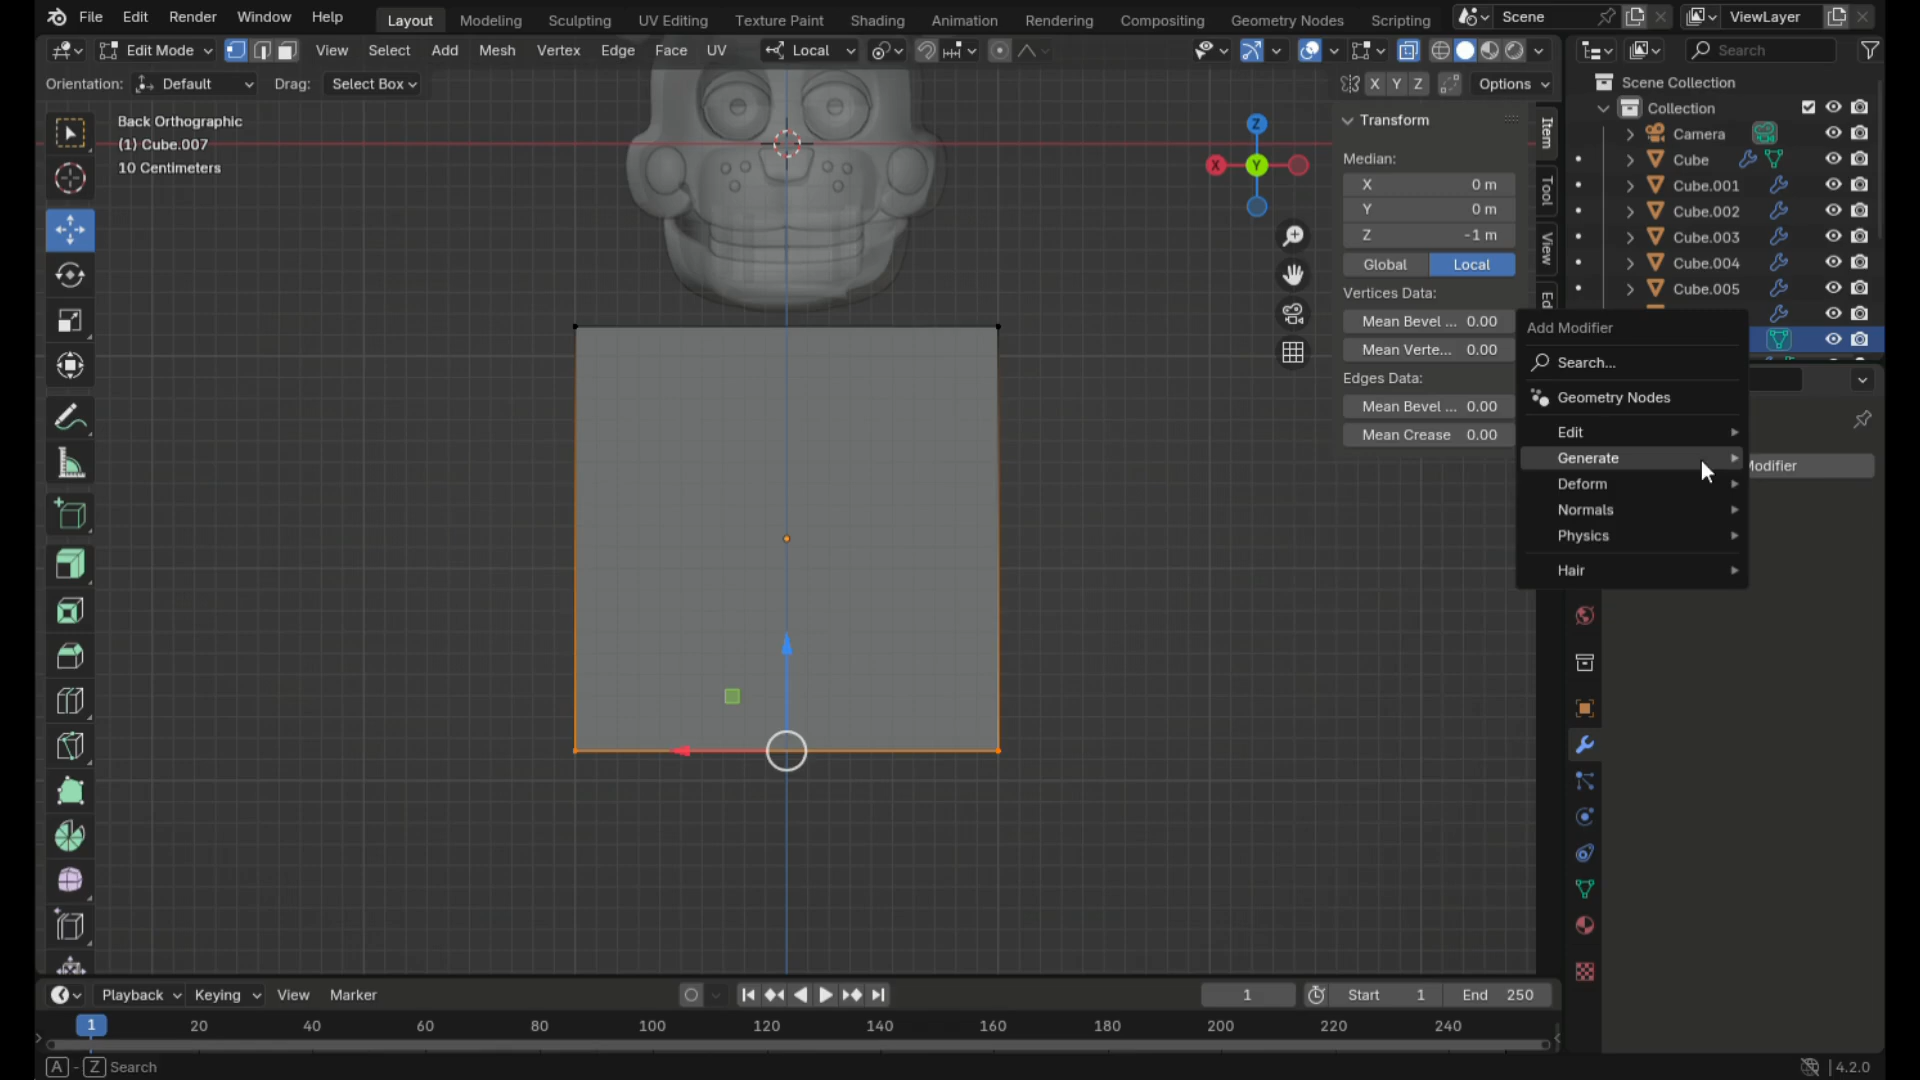 File Edit Render Window Help Layout Modeling Sculpting UV Editing Texture Paint Shading Animation Rendering Compositing Geometry Nodes Scripting Scene ViewLayer
Edit Mode View Select Add Mesh Vertex Edge Face UV Local Search
Orientation: Default Drag: Select Box X Y Z Options
Back Orthographic
(1) Cube.007
10 Centimeters
Z
X
Y
Transform
Median:
X 0 m
Y 0 m
Z -1 m
Global Local
Vertices Data:
Mean Bevel ... 0.00
Mean Verte... 0.00
Edges Data:
Mean Bevel ... 0.00
Mean Crease 0.00
Item
Tool
View
Ed
Scene Collection
Collection
Camera
Cube
Cube.001
Cube.002
Cube.003
Cube.004
Cube.005
Add Modifier
Search...
Geometry Nodes
Edit
Generate
Deform
Normals
Physics
Hair
Modifier
Playback Keying View Marker 1 Start 1 End 250
1 20 40 60 80 100 120 140 160 180 200 220 240
A - Z Search 4.2.0